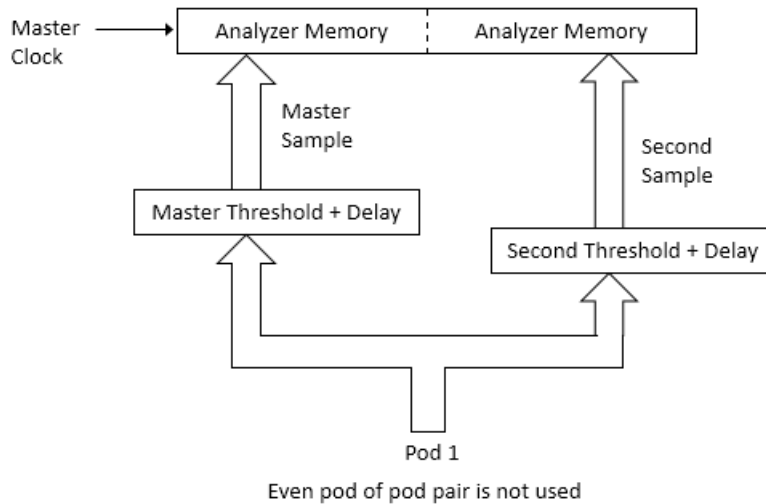 Master
Clock
Analyzer Memory
Analyzer Memory
Master
Sample
Second
Sample
Master Threshold + Delay
Second Threshold + Delay
Pod 1
Even pod of pod pair is not used